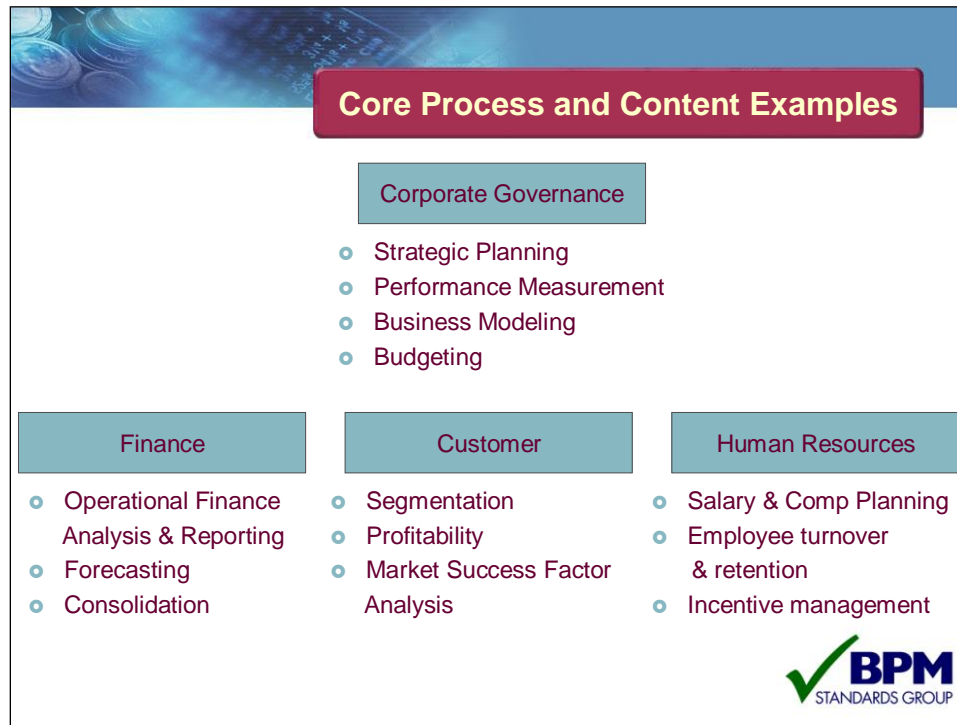 Core Process and Content Examples
Corporate Governance
Strategic Planning
Performance Measurement
Business Modeling
Budgeting
Finance
Operational Finance
Analysis & Reporting
Forecasting
Consolidation
Customer
Segmentation
Profitability
Market Success Factor
Analysis
Human Resources
Salary & Comp Planning
Employee turnover
& retention
Incentive management
BPM
STANDARDS GROUP